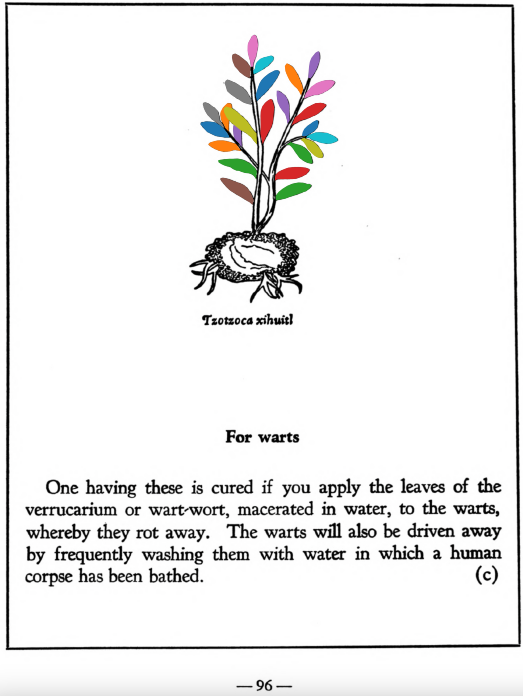 Tzotzoca xihuitl
For warts
One having these is cured if you apply the leaves of the
verrucarium or wart-wort, macerated in water, to the warts,
whereby they rot away. The warts will also be driven away
by frequently washing them with water in which a human
corpse has been bathed. (c)
— 96 —